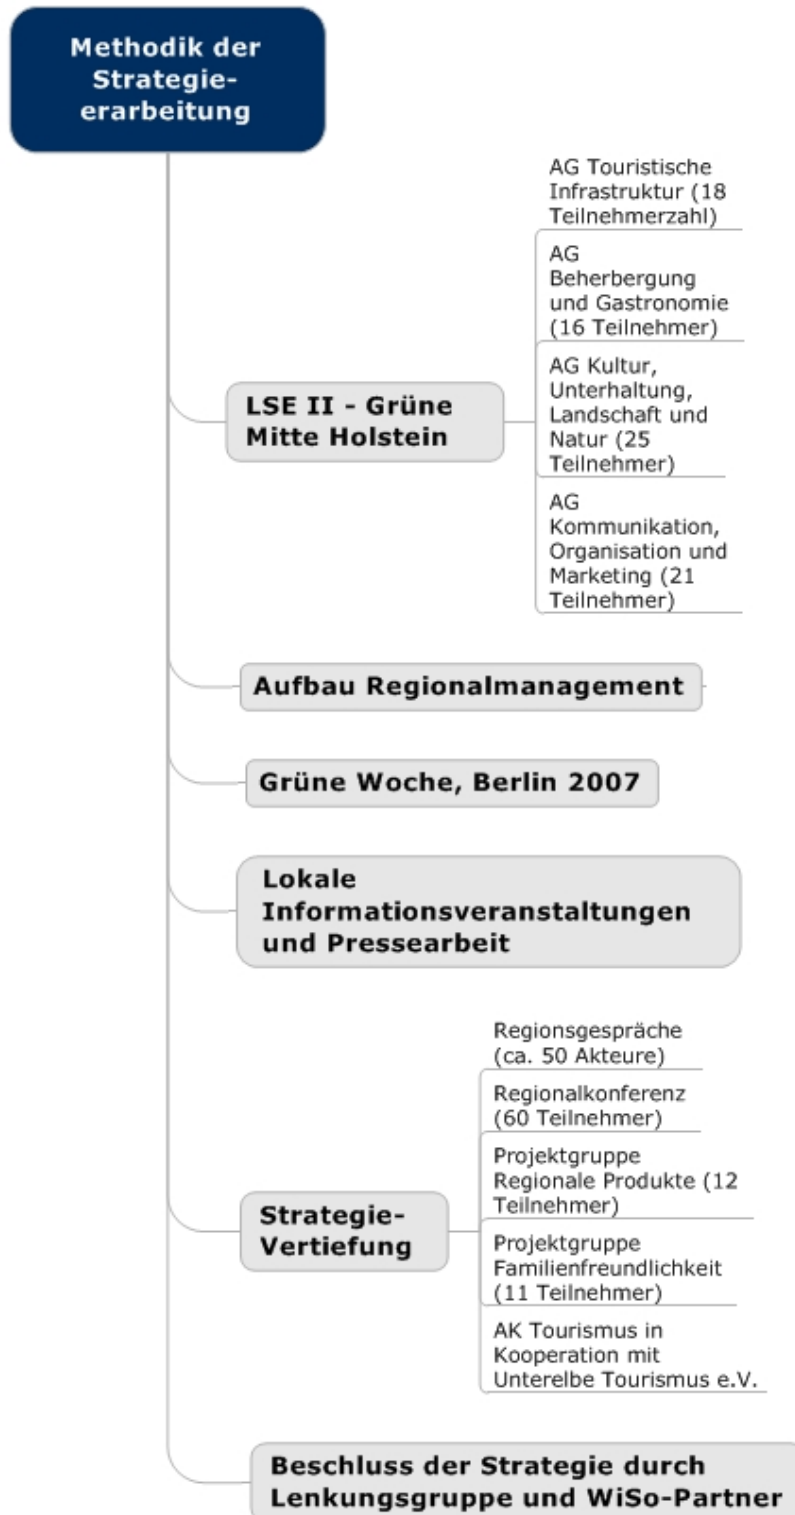 Methodik der
Strategie-
erarbeitung
AG Touristische
Infrastruktur (18
Teilnehmerzahl)
AG
Beherbergung
und Gastronomie
(16 Teilnehmer)
LSE II - Grüne
Mitte Holstein
AG Kultur,
Unterhaltung,
Landschaft und
Natur (25
Teilnehmer)
AG
Kommunikation,
Organisation und
Marketing (21
Teilnehmer)
Aufbau Regionalmanagement
Grüne Woche, Berlin 2007
Lokale
Informationsveranstaltungen
und Pressearbeit
Strategie-
Vertiefung
Regionsgespräche
(ca. 50 Akteure)
Regionalkonferenz
(60 Teilnehmer)
Projektgruppe
Regionale Produkte (12
Teilnehmer)
Projektgruppe
Familienfreundlichkeit
(11 Teilnehmer)
AK Tourismus in
Kooperation mit
Unterelbe Tourismus e.V.
Beschluss der Strategie durch
Lenkungsgruppe und WiSo-Partner